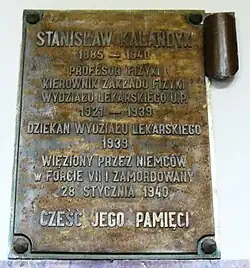 STANISŁAW KALANDYK
1885 — 1940
PROFESOR FIZYKI
KIEROWNIK ZAKŁADU FIZYKI
WYDZIAŁU LEKARSKIEGO U.P.
1921 — 1939
DZIEKAN WYDZIAŁU LEKARSKIEGO
1939
WIĘZIONY PRZEZ NIEMCÓW
W FORCIE VII I ZAMORDOWANY
28 STYCZNIA 1940
CZEŚĆ JEGO PAMIĘCI